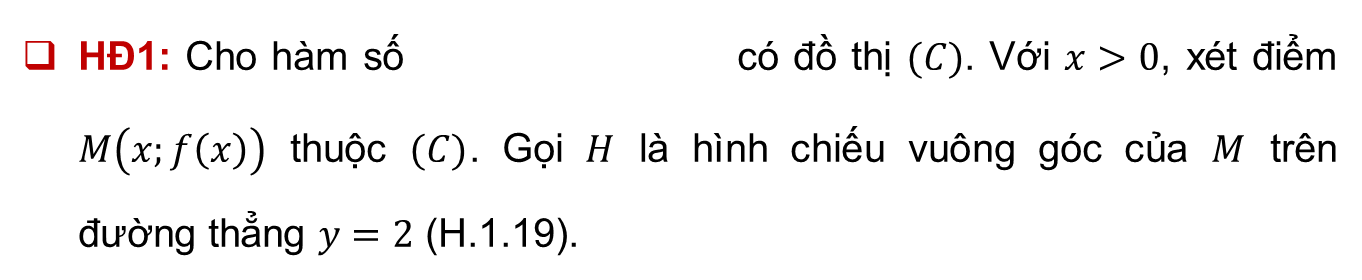 ❑ HĐ1: Cho hàm số có đồ thị (C). Với x > 0, xét điểm
M(x; f(x)) thuộc (C). Gọi H là hình chiếu vuông góc của M trên
đường thẳng y = 2 (H.1.19).